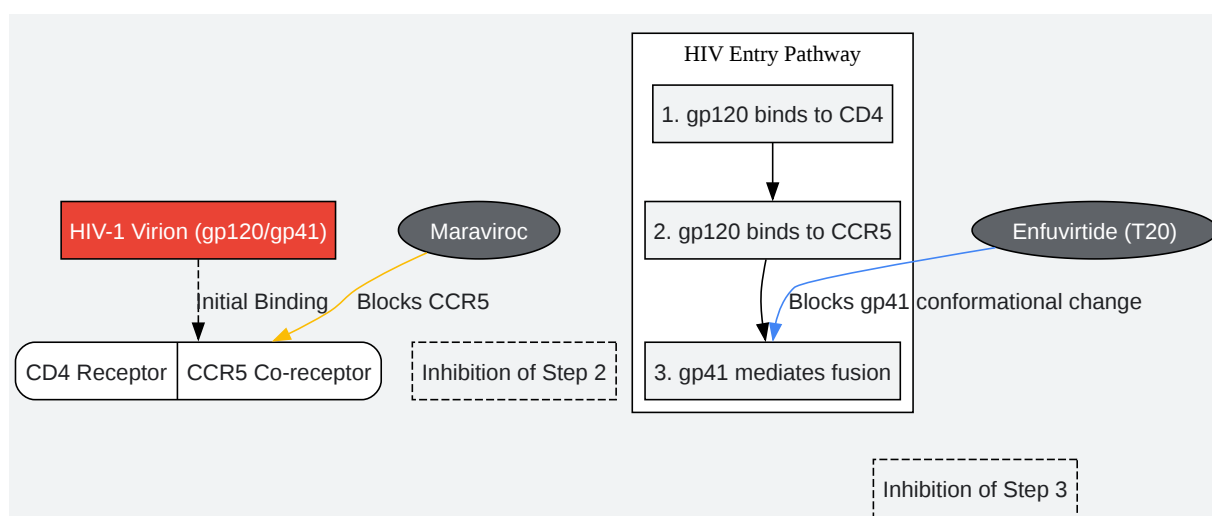 HIV Entry Pathway
1. gp120 binds to CD4
HIV-1 Virion (gp120/gp41)
Maraviroc
2. gp120 binds to CCR5
Enfuvirtide (T20)
Initial Binding
Blocks CCR5
Blocks gp41 conformational change
CD4 Receptor
CCR5 Co-receptor
Inhibition of Step 2
3. gp41 mediates fusion
Inhibition of Step 3